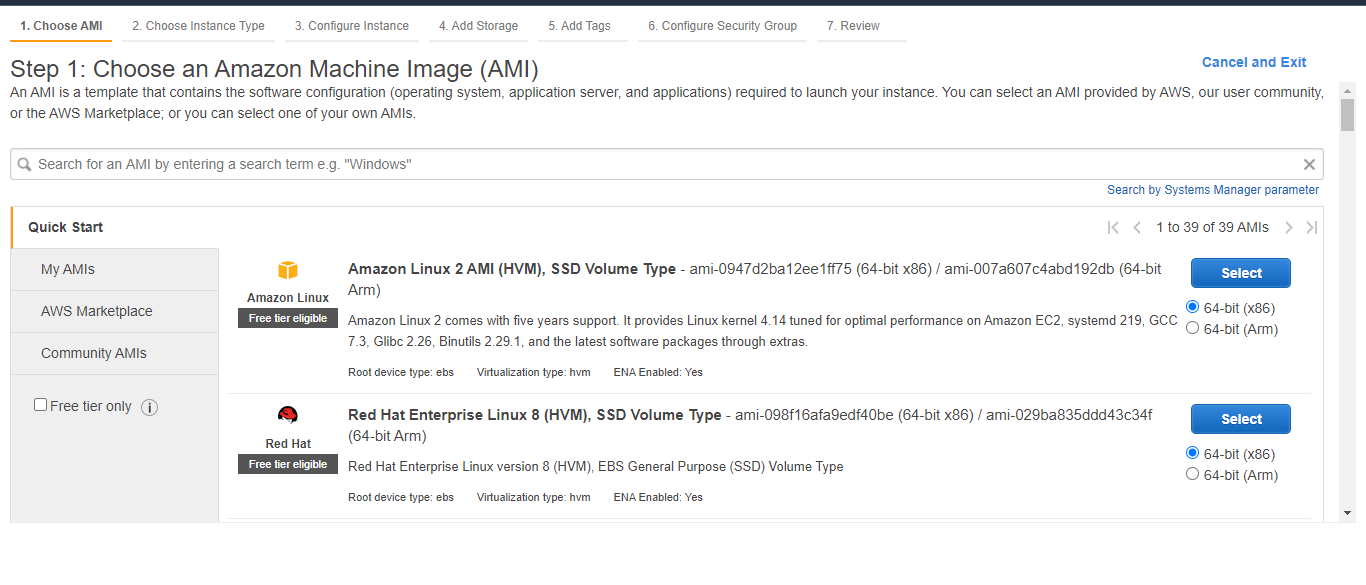 1. Choose AMI 2. Choose Instance Type 3. Configure Instance 4. Add Storage 5. Add Tags 6. Configure Security Group 7. Review
Step 1: Choose an Amazon Machine Image (AMI)
Cancel and Exit
An AMI is a template that contains the software configuration (operating system, application server, and applications) required to launch your instance. You can select an AMI provided by AWS, our user community,
or the AWS Marketplace; or you can select one of your own AMIs.
Search for an AMI by entering a search term e.g. "Windows"
Search by Systems Manager parameter
Quick Start
1 to 39 of 39 AMIs
My AMIs
AWS Marketplace
Community AMIs
Free tier only
Amazon Linux
Free tier eligible
Amazon Linux 2 AMI (HVM), SSD Volume Type - ami-0947d2ba12ee1ff75 (64-bit x86) / ami-007a607c4abd192db (64-bit
Arm)
Amazon Linux 2 comes with five years support. It provides Linux kernel 4.14 tuned for optimal performance on Amazon EC2, systemd 219, GCC
7.3, Glibc 2.26, Binutils 2.29.1, and the latest software packages through extras.
Root device type: ebs Virtualization type: hvm ENA Enabled: Yes
Select
64-bit (x86)
64-bit (Arm)
Red Hat
Free tier eligible
Red Hat Enterprise Linux 8 (HVM), SSD Volume Type - ami-098f16afa9edf40be (64-bit x86) / ami-029ba835ddd43c34f
(64-bit Arm)
Red Hat Enterprise Linux version 8 (HVM), EBS General Purpose (SSD) Volume Type
Root device type: ebs Virtualization type: hvm ENA Enabled: Yes
Select
64-bit (x86)
64-bit (Arm)